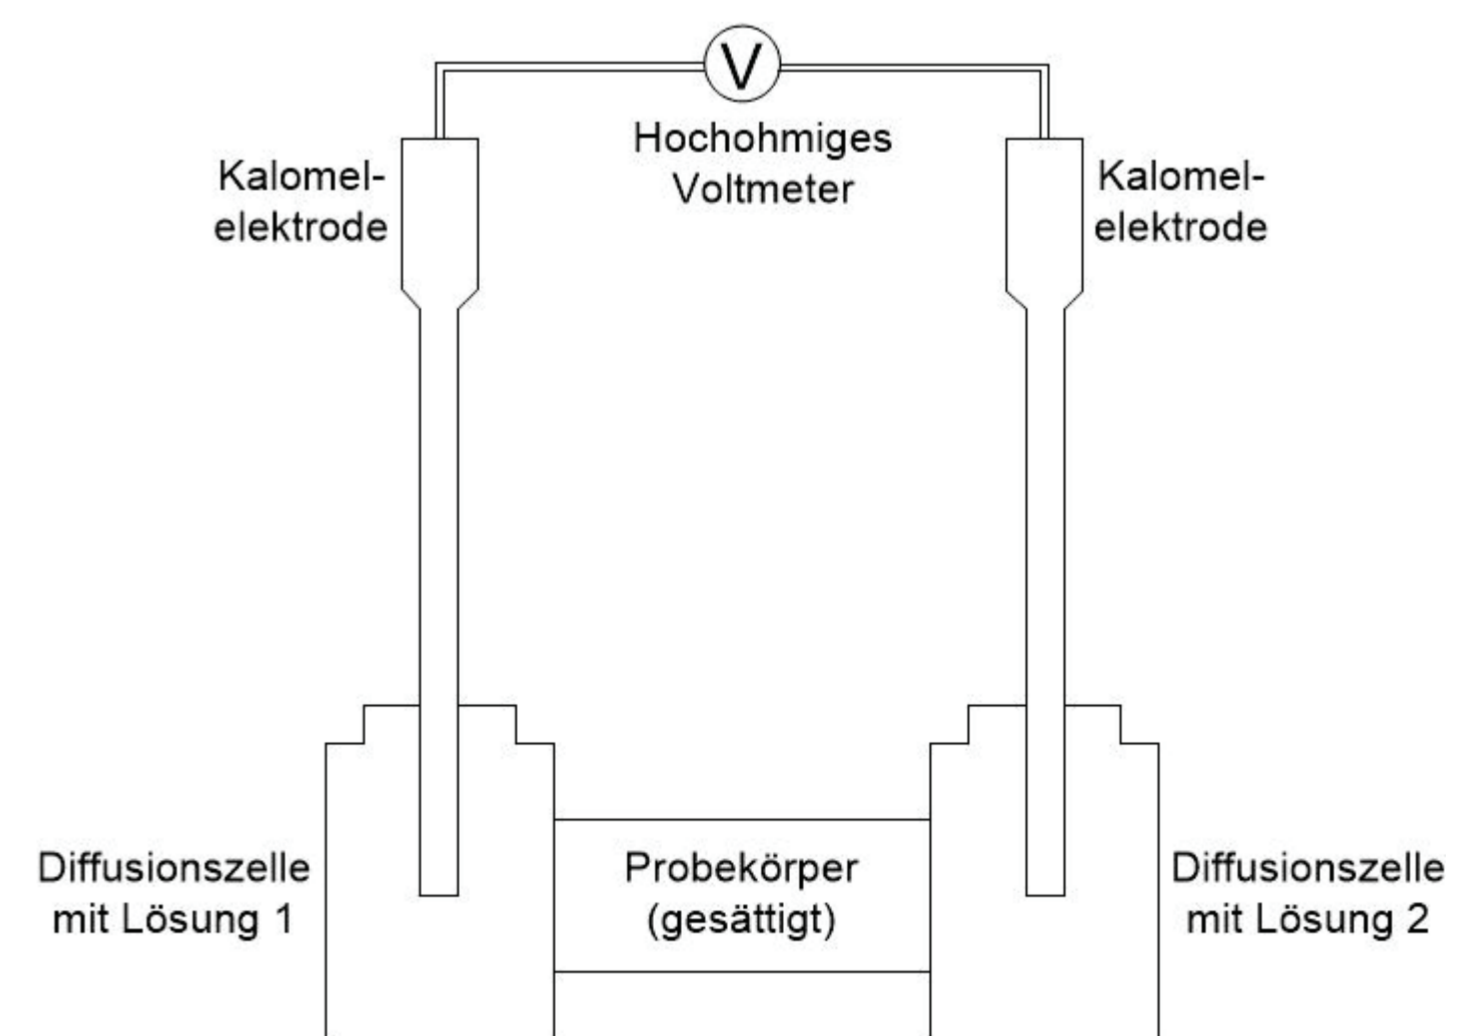 V
Hochohmiges
Voltmeter
Kalomel-
elektrode
Kalomel-
elektrode
Diffusionszelle
mit Lösung 1
Probekörper
(gesättigt)
Diffusionszelle
mit Lösung 2